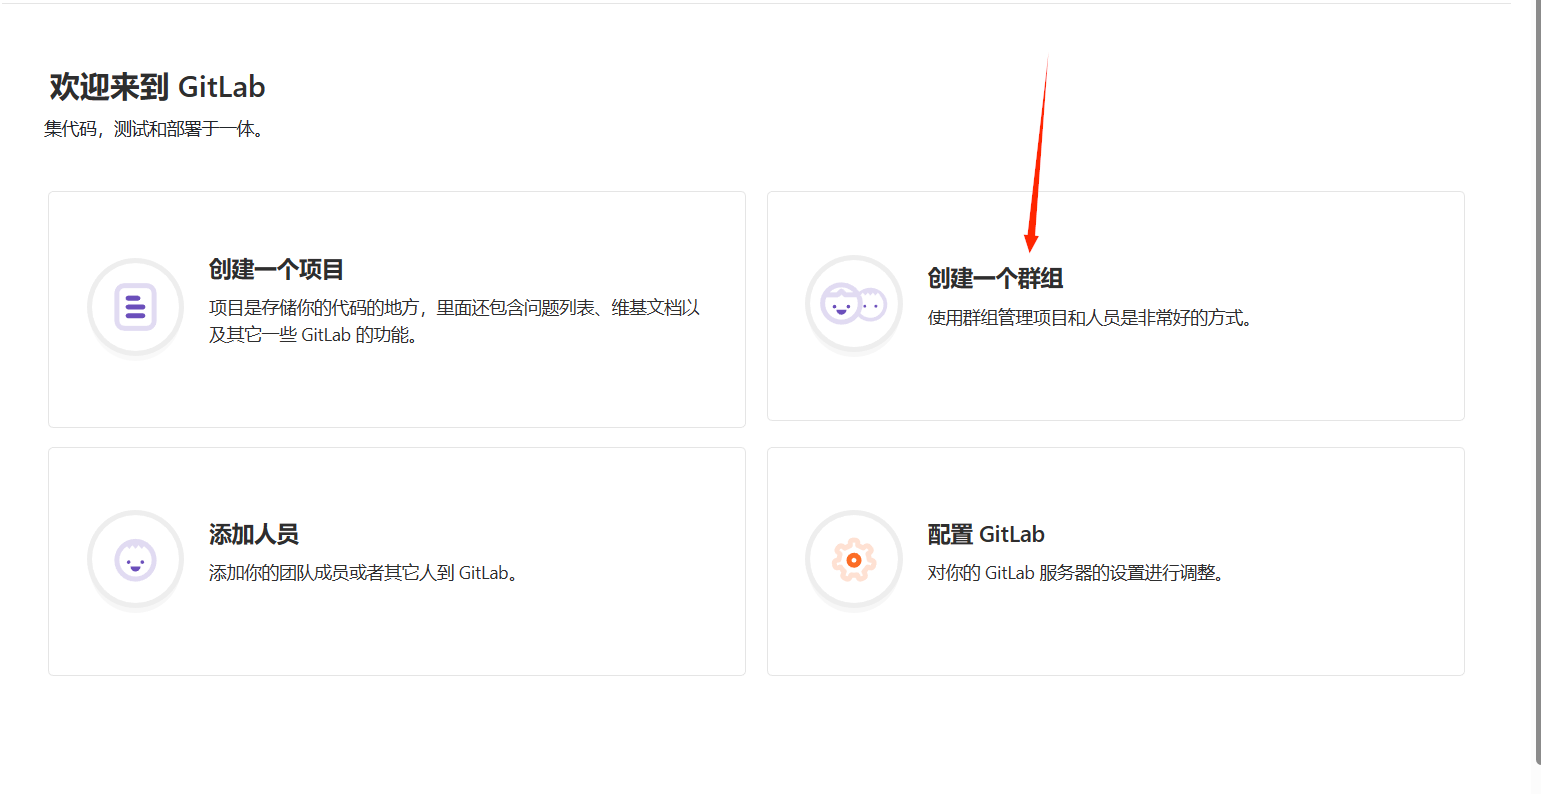 欢迎来到 GitLab
集代码，测试和部署于一体。
创建一个项目
项目是存储你的代码的地方，里面还包含问题列表、维基文档以
及其它一些 GitLab 的功能。
创建一个群组
使用群组管理项目和人员是非常好的方式。
添加人员
添加你的团队成员或者其它人到 GitLab。
配置 GitLab
对你的 GitLab 服务器的设置进行调整。